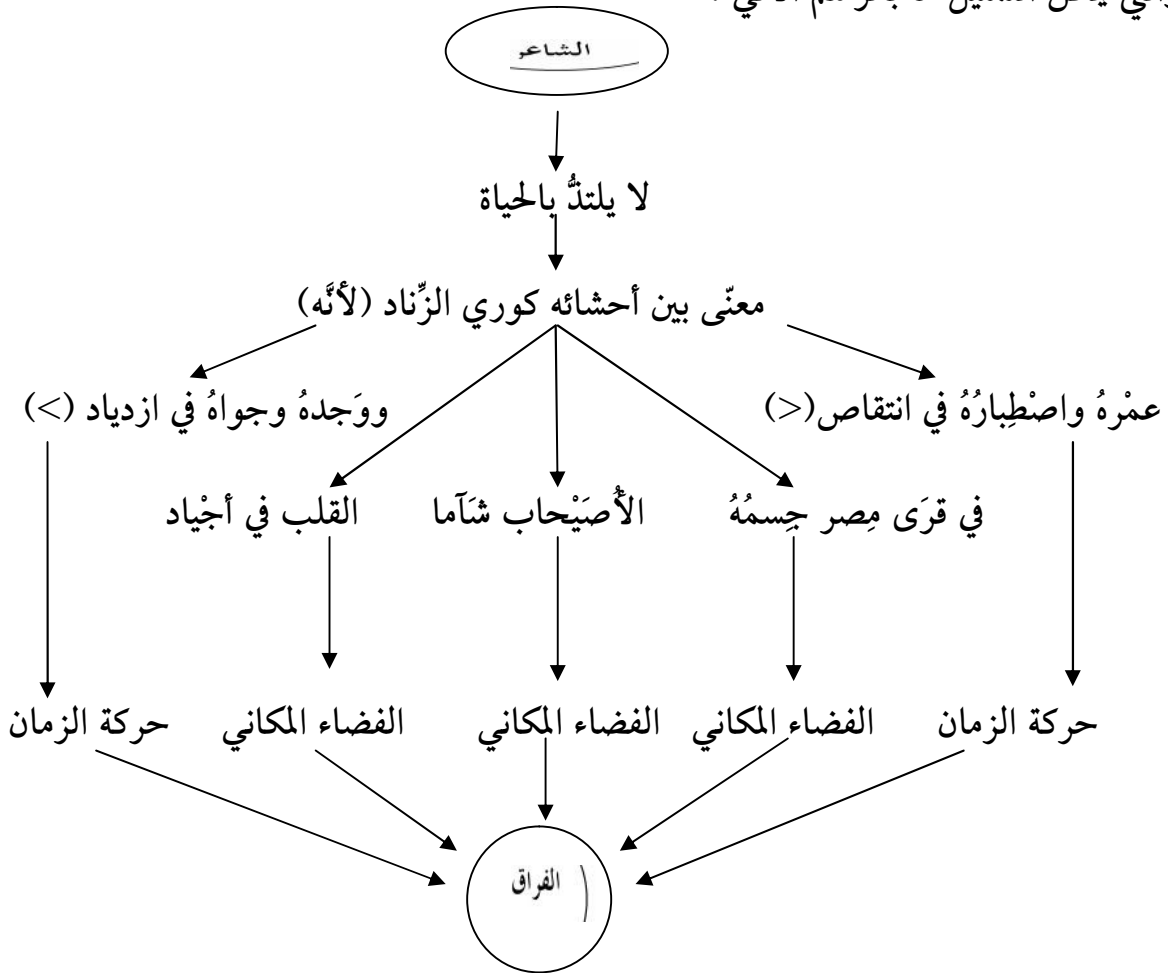 الشاعر
لا يلتذُّ بالحياة
معنّى بين أحشائه كوري الزِّناد (لأنَّه)
عمْرهُ واصْطِبارُهُ في انتقاص(<) ووَجدهُ وجواهُ في ازدياد (>)
في قرَى مِصر جِسمُهُ الأُصَيْحاب شَآما القلب في أجْياد
حركة الزمان الفضاء المكاني الفضاء المكاني الفضاء المكاني حركة الزمان
الفراق